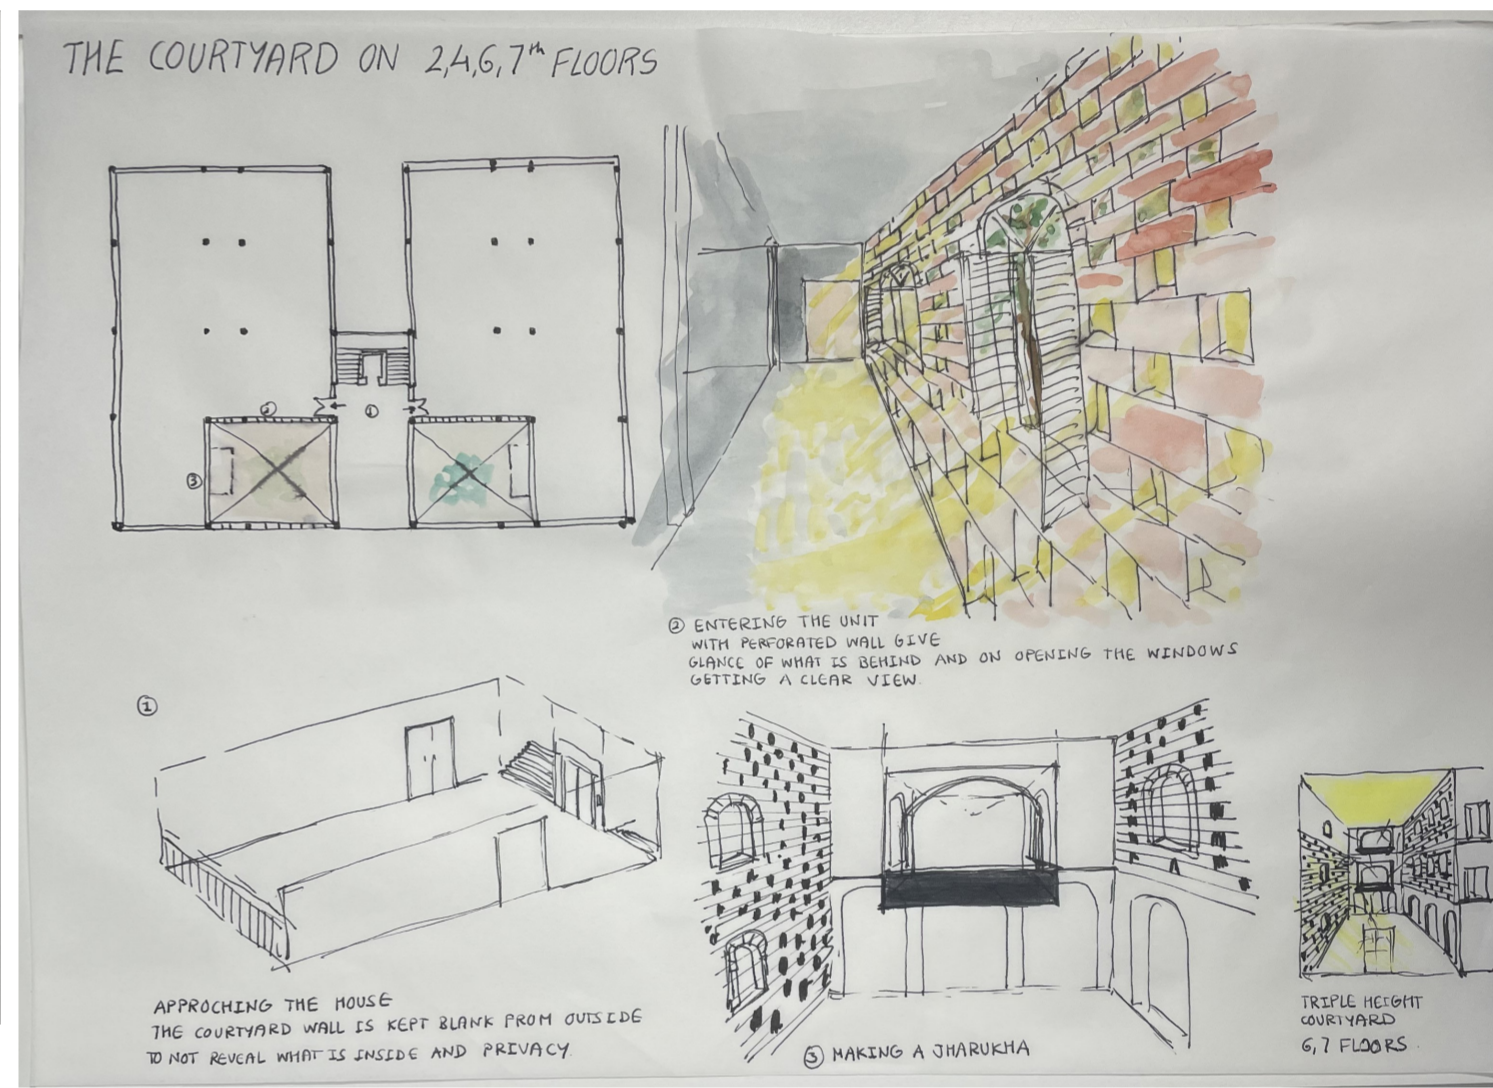 THE COURTYARD ON 2,4,6,7th FLOORS
2
1
3
2 ENTERING THE UNIT
WITH PERFORATED WALL GIVE
GLANCE OF WHAT IS BEHIND AND ON OPENING THE WINDOWS
GETTING A CLEAR VIEW.
1
APPROCHING THE HOUSE
THE COURTYARD WALL IS KEPT BLANK FROM OUTSIDE
TO NOT REVEAL WHAT IS INSIDE AND PRIVACY.
3 MAKING A JHARUKHA
TRIPLE HEIGHT
COURTYARD
6,7 FLOORS.